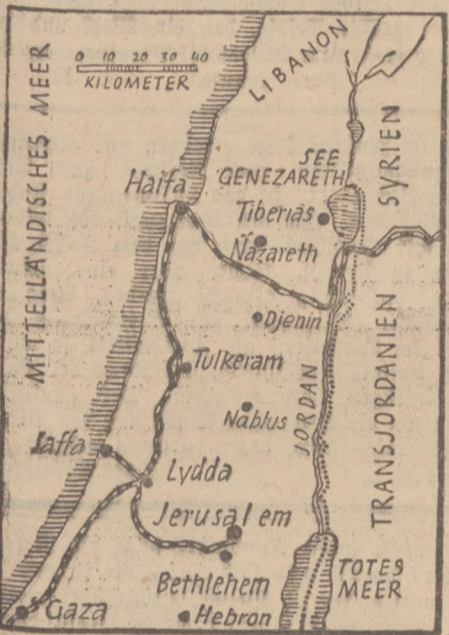 LIBANON
0 10 20 30 40
KILOMETER
MITTELLÄNDISCHES MEER
SYRIEN
SEE
GENEZARETH
Haifa
Tiberias
Nazareth
Djenin
Tulkeram
JORDAN
TRANSJORDANIEN
Nablus
Jaffa
Lydda
Jerusalem
Bethlehem
TOTES
MEER
Gaza
Hebron